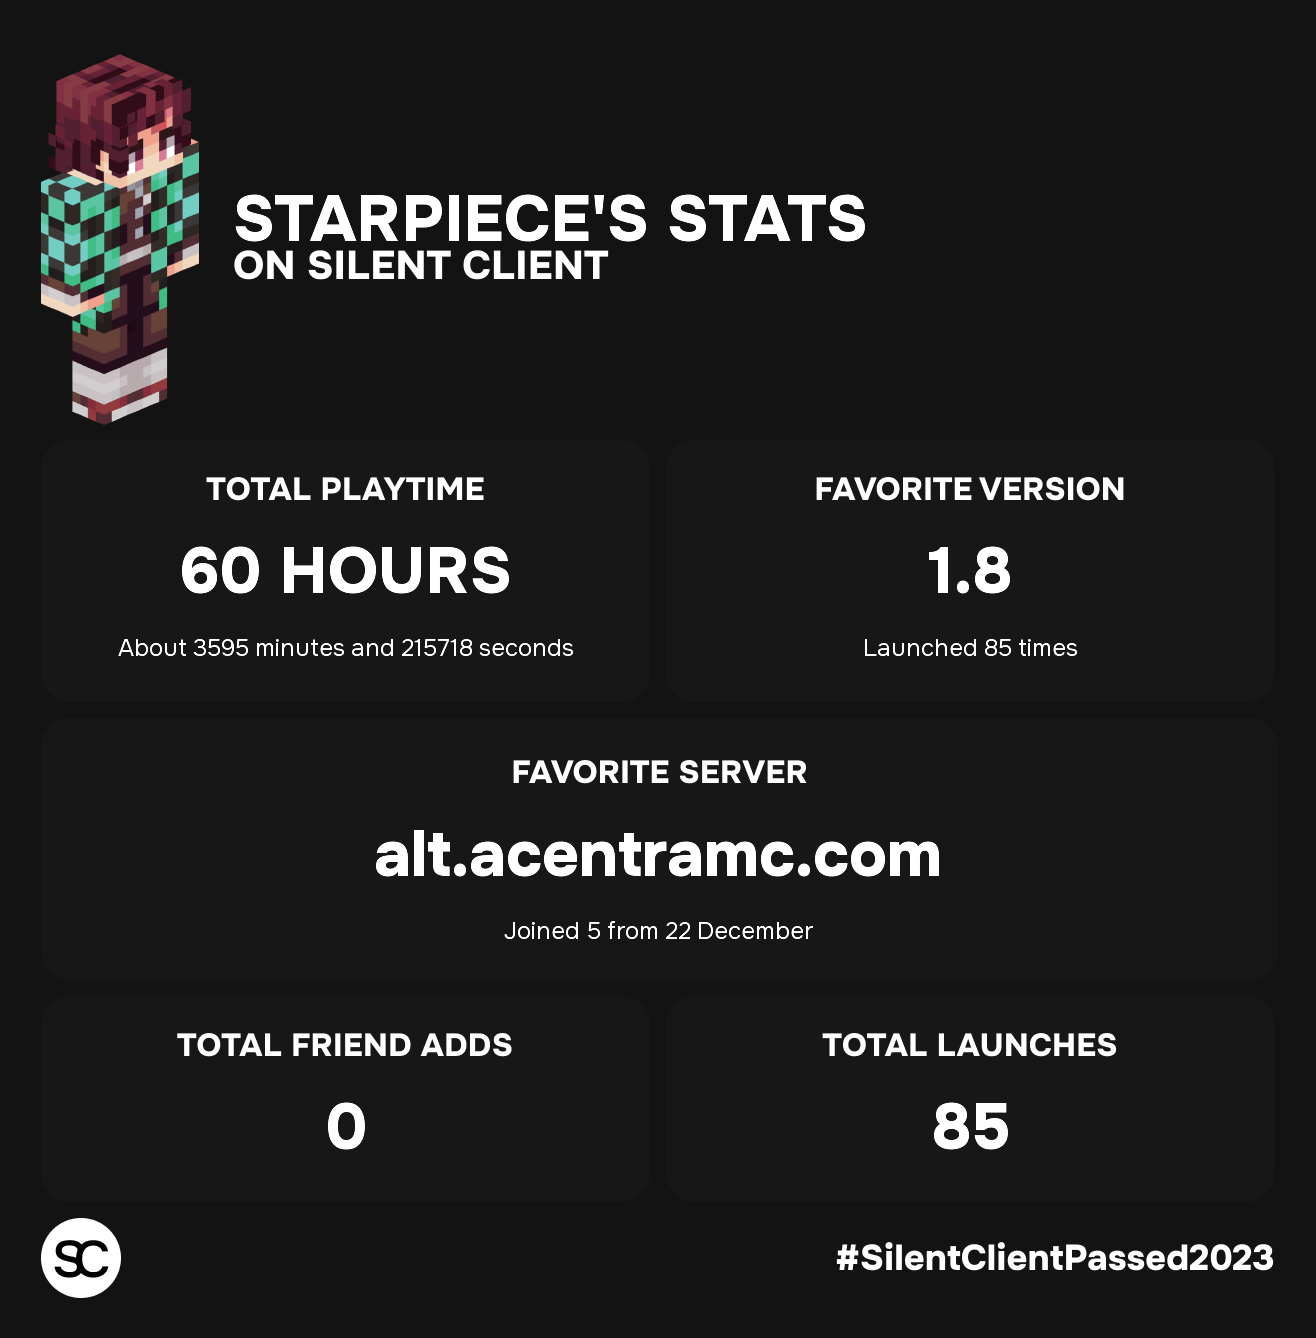 STARPIECE'S STATS
ON SILENT CLIENT
TOTAL PLAYTIME
60 HOURS
About 3595 minutes and 215718 seconds
FAVORITE VERSION
1.8
Launched 85 times
FAVORITE SERVER
alt.acentramc.com
Joined 5 from 22 December
TOTAL FRIEND ADDS
0
TOTAL LAUNCHES
85
SC
#SilentClientPassed2023